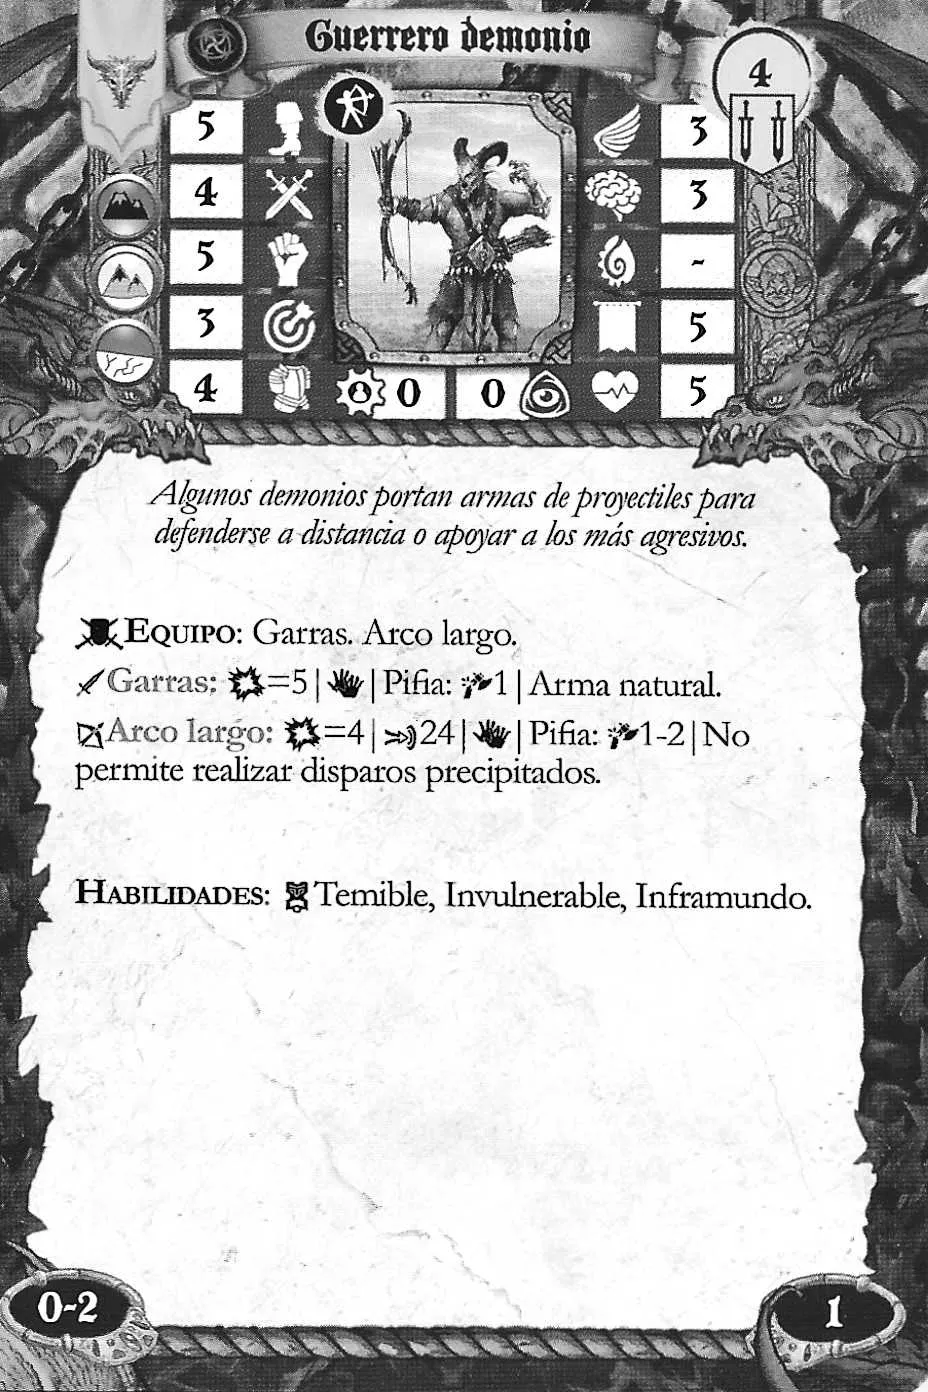 Guerrero demonio
4
5 3
4 3
5 -
3 5
4 0 0 5
Algunos demonios portan armas de proyectiles para
defenderse a distancia o apoyar a los más agresivos.
EQUIPO: Garras. Arco largo.
Garras: =5 | | Pifia: 1 | Arma natural.
Arco largo: =4 | 24 | | Pifia: 1-2 | No
permite realizar disparos precipitados.
HABILIDADES: Temible, Invulnerable, Inframundo.
0-2 1